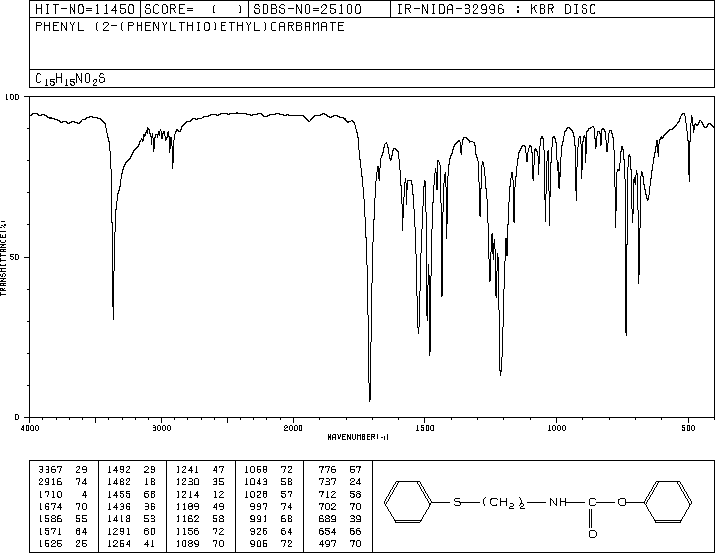 HIT-NO=11450 SCORE= ( ) SDBS-NO=25100 IR-NIDA-32996 : KBR DISC
PHENYL (2-(PHENYLTHIO)ETHYL)CARBAMATE
C15H15NO2S
100
50
0
TRANSMITTANCE(%)
4000 3000 2000 1500 1000 500
WAVENUMBER(-1)
3367 29 1492 29 1241 47 1068 72 776 57
2916 74 1482 18 1230 35 1043 58 737 24
1710 4 1455 68 1214 12 1028 57 712 58
1674 70 1436 36 1189 49 997 74 702 70
1586 55 1418 53 1162 58 991 68 689 39
1571 64 1291 60 1156 72 926 64 654 66
1526 25 1254 41 1089 70 906 72 497 70
S (CH2)2 NH C O
O